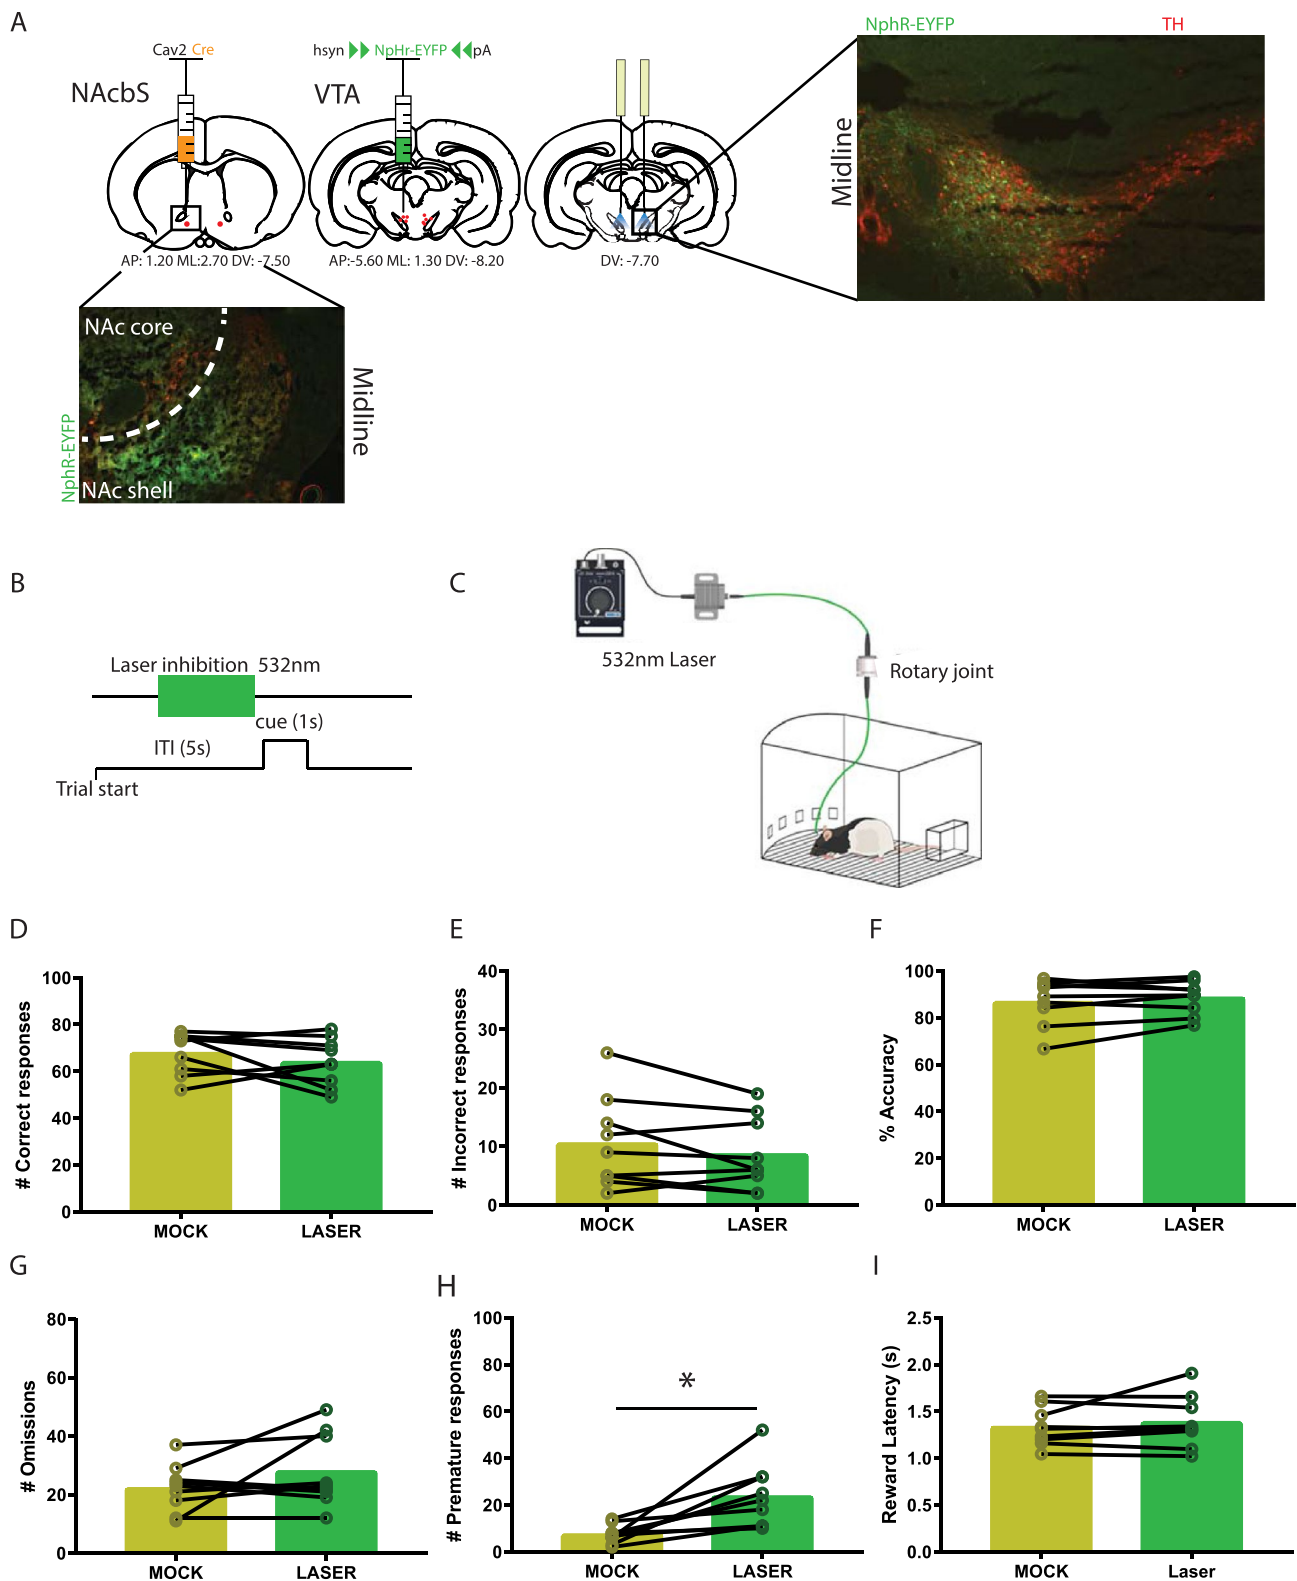 A
Cav2 Cre
NAcbS
AP: 1.20 ML:2.70 DV: -7.50
hsyn NpHr-EYFP pA
VTA
AP:-5.60 ML: 1.30 DV: -8.20
DV: -7.70
NphR-EYFP TH
Midline
NAc core
NphR-EYFP
NAc shell
Midline
B
Laser inhibition 532nm
cue (1s)
ITI (5s)
Trial start
C
532nm Laser
Rotary joint
D
# Correct responses
100
80
60
40
20
0
MOCK LASER
E
# Incorrect responses
40
30
20
10
0
MOCK LASER
F
% Accuracy
100
80
60
40
20
0
MOCK LASER
G
# Omissions
80
60
40
20
0
MOCK LASER
H
# Premature responses
100
80
60
40
20
0
*
MOCK LASER
I
Reward Latency (s)
2.5
2.0
1.5
1.0
0.5
0.0
MOCK Laser